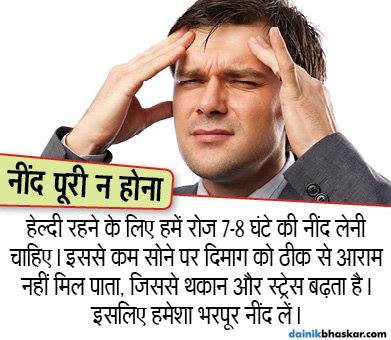 नींद पूरी न होना
हेल्दी रहने के लिए हमें रोज 7-8 घंटे की नींद लेनी
चाहिए। इससे कम सोने पर दिमाग को ठीक से आराम
नहीं मिल पाता, जिससे थकान और स्ट्रेस बढ़ता है।
इसलिए हमेशा भरपूर नींद लें।
dainikbhaskar.com